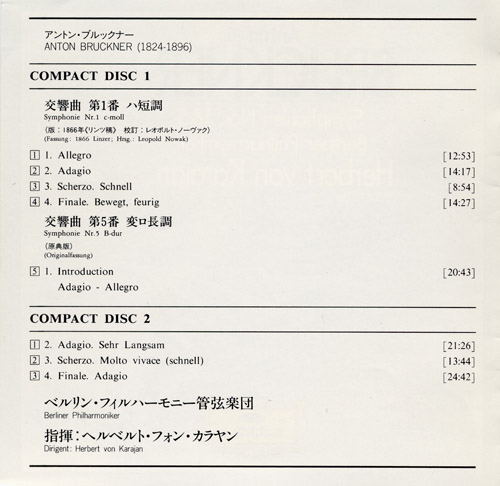 アントン・ブルックナー
ANTON BRUCKNER (1824-1896)
COMPACT DISC 1
交響曲 第1番 ハ短調
Symphonie Nr.1 c-moll
〈版：1866年《リンツ稿》 校訂：レオポルト・ノーヴァク〉
(Fassung: 1866 Linzer; Hrsg.: Leopold Nowak)
1 1. Allegro [12:53]
2 2. Adagio [14:17]
3 3. Scherzo. Schnell [8:54]
4 4. Finale. Bewegt, feurig [14:27]
交響曲 第5番 変ロ長調
Symphonie Nr.5 B-dur
〈原典版〉
(Originalfassung)
5 1. Introduction [20:43]
Adagio - Allegro
COMPACT DISC 2
1 2. Adagio. Sehr Langsam [21:26]
2 3. Scherzo. Molto vivace (schnell) [13:44]
3 4. Finale. Adagio [24:42]
ベルリン・フィルハーモニー管弦楽団
Berliner Philharmoniker
指揮：ヘルベルト・フォン・カラヤン
Dirigent: Herbert von Karajan